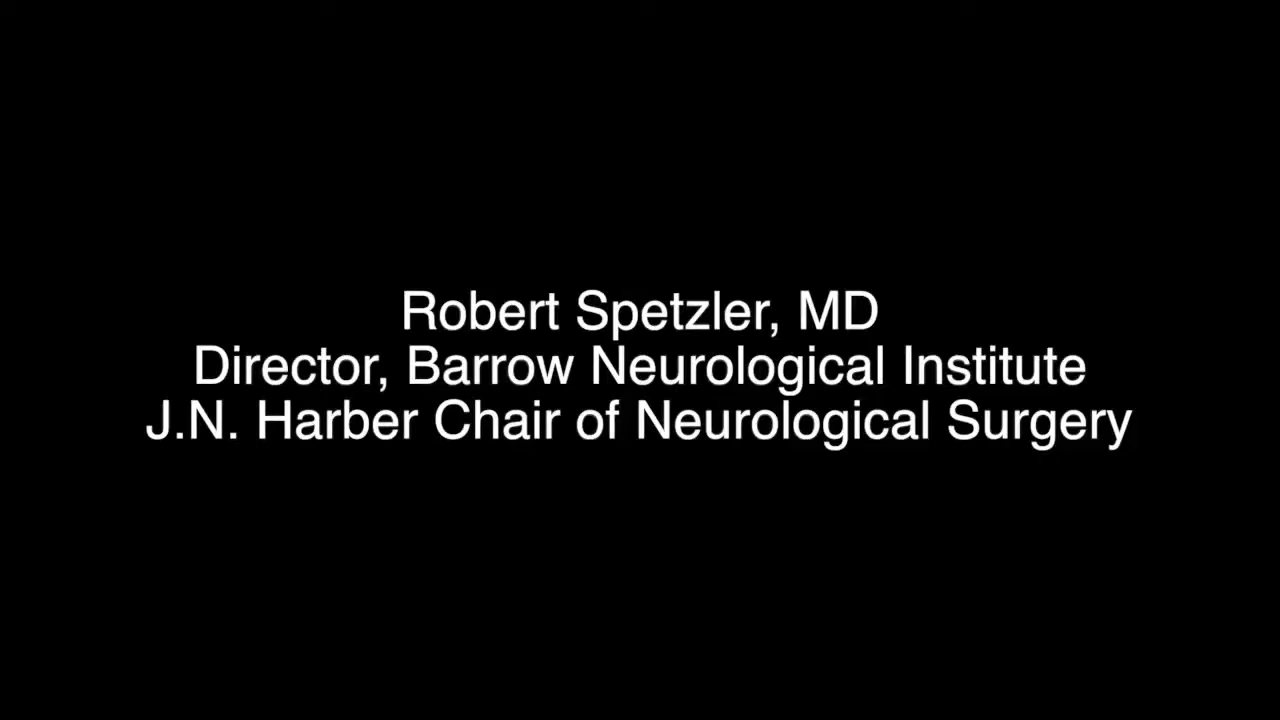 Robert Spetzler, MD
Director, Barrow Neurological Institute
J.N. Harber Chair of Neurological Surgery